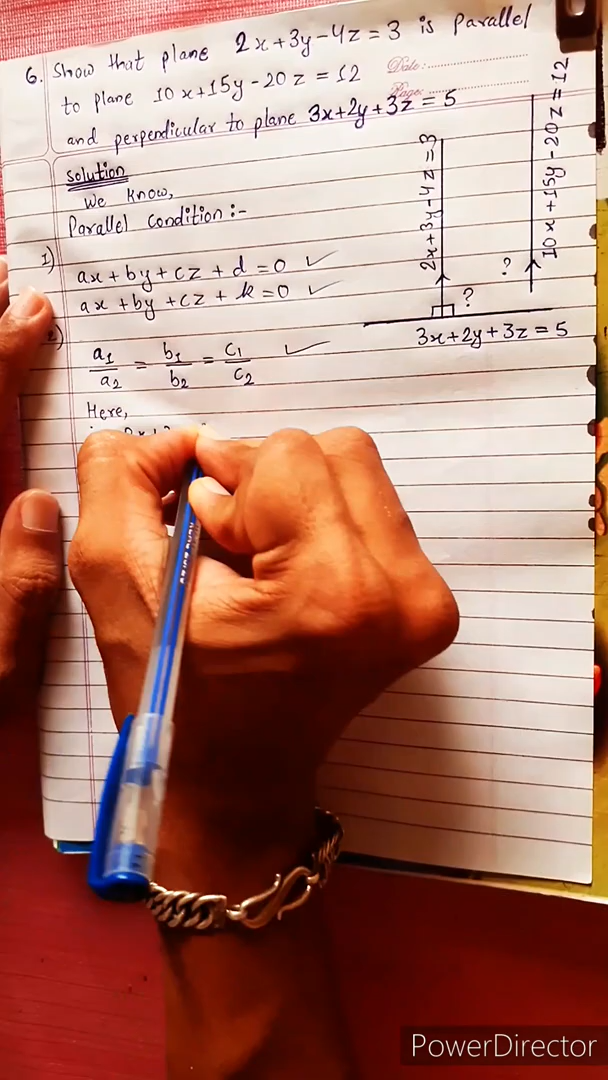 6. Show that plane 2x+3y-4z=3 is parallel
to plane 10x+15y-20z=12
Date:
Page:
and perpendicular to plane 3x+2y+3z=5
Solution
We know,
Parallel condition:-
1) ax+by+cz+d=0 ✓
ax+by+cz+k=0 ✓
2) a₁/a₂ = b₁/b₂ = c₁/c₂ ✓
Here,
2x+3y-4z=3
10x+15y-20z=12
?
?
3x+2y+3z=5
PowerDirector